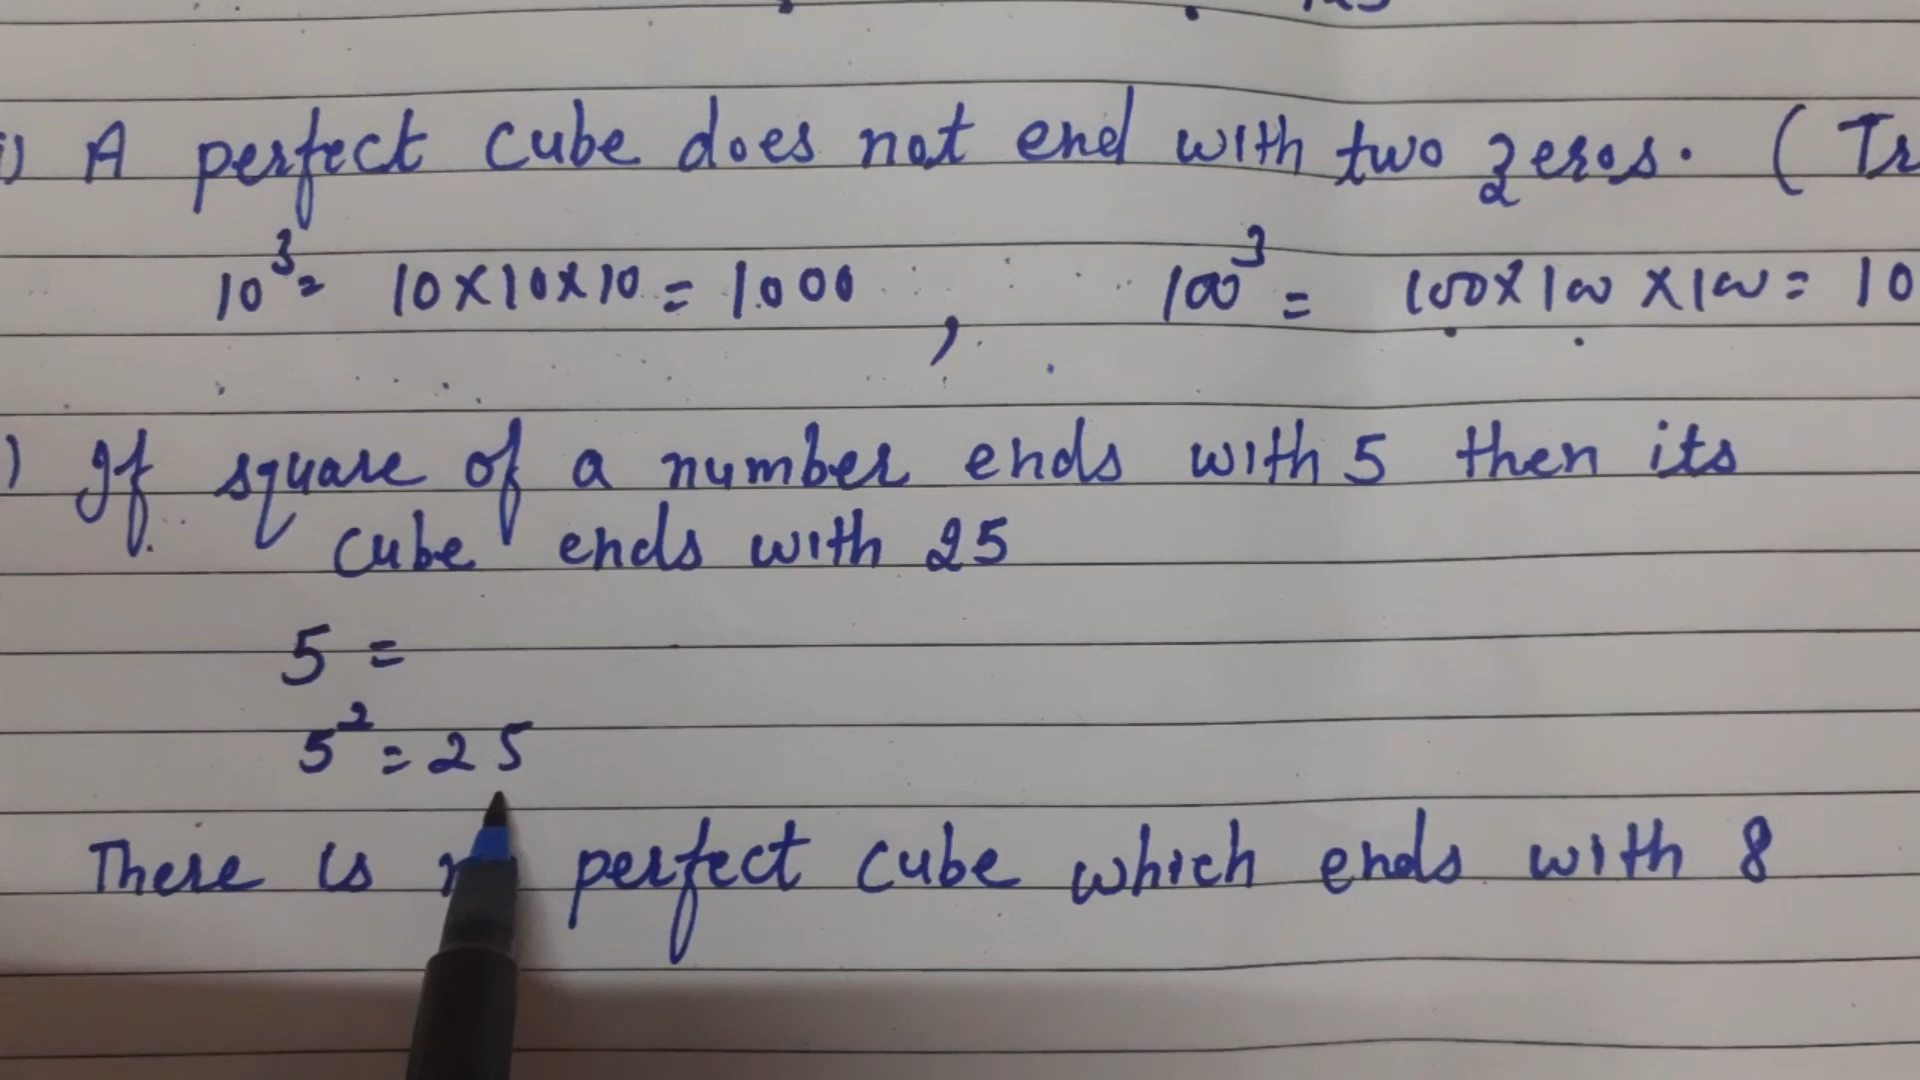 ) A perfect cube does not end with two zeros. ( Tr
10³= 10×10×10 = 1000 , 100³ = 100×100×100= 10
) If square of a number ends with 5 then its
cube ends with 25
5 =
5² = 25
There is perfect cube which ends with 8